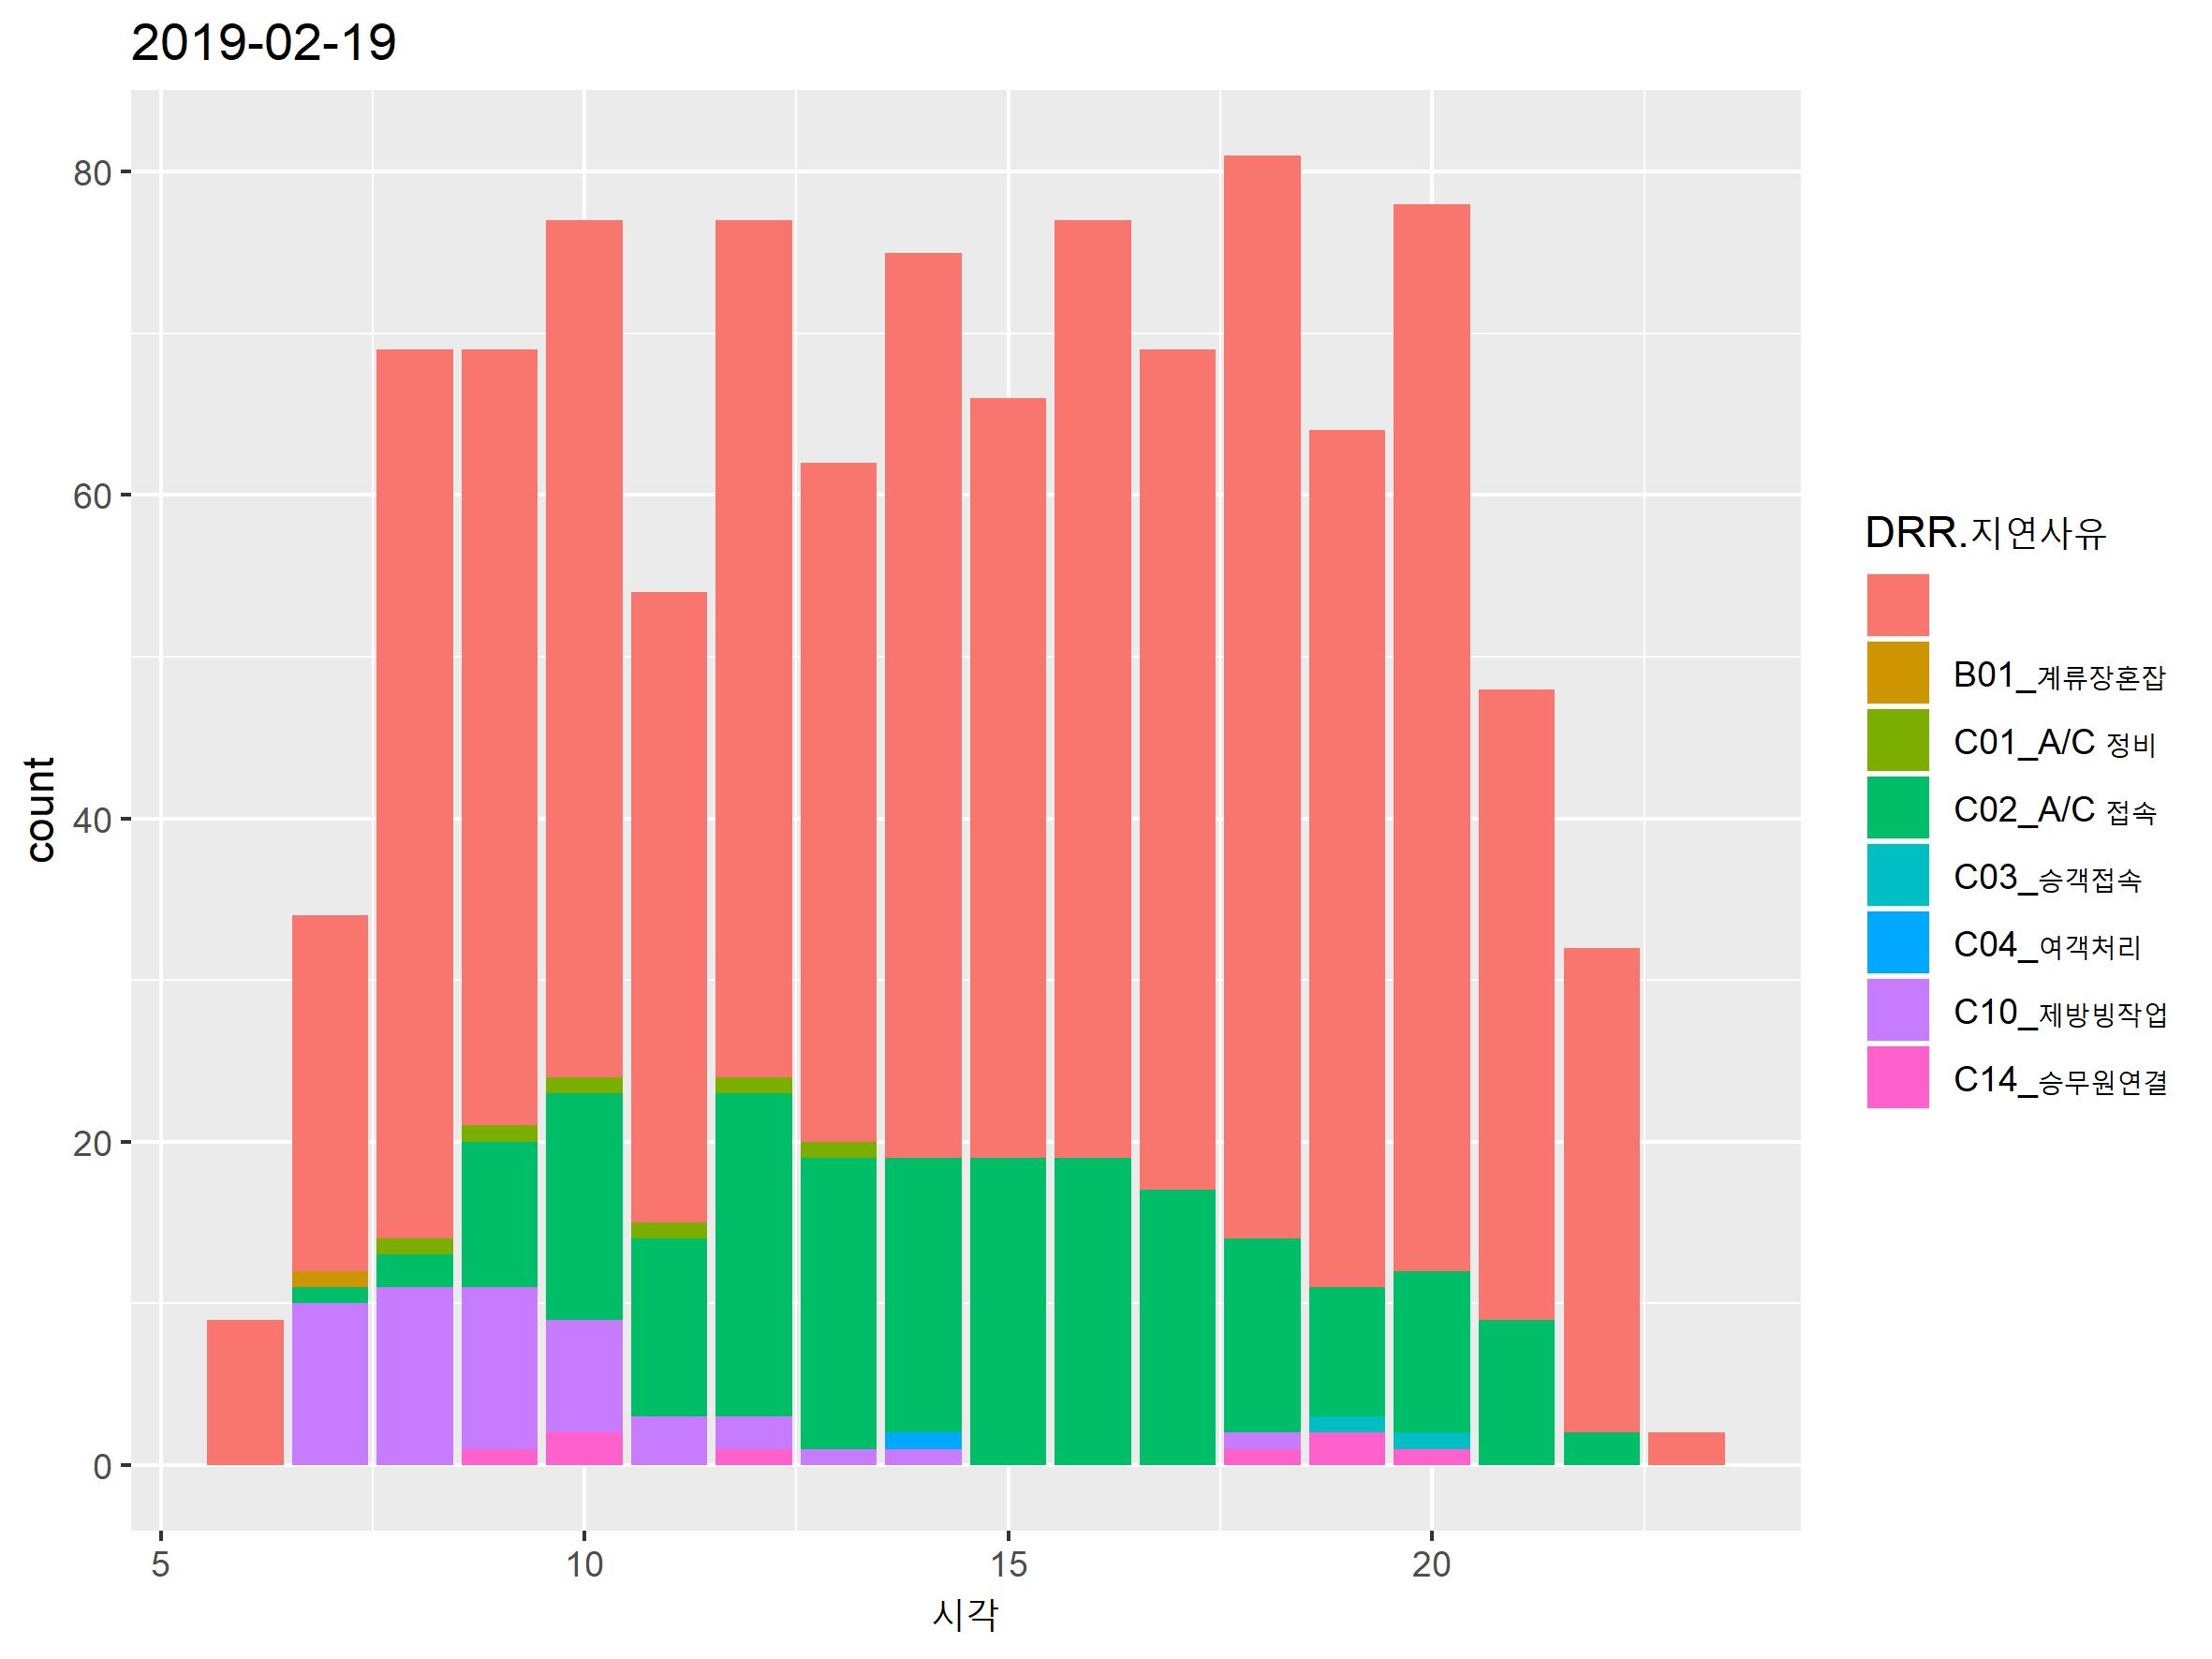 2019-02-19
80
60
40
20
0
count
5 10 15 20
시각
DRR.지연사유
B01_계류장혼잡
C01_A/C 정비
C02_A/C 접속
C03_승객접속
C04_여객처리
C10_제방빙작업
C14_승무원연결